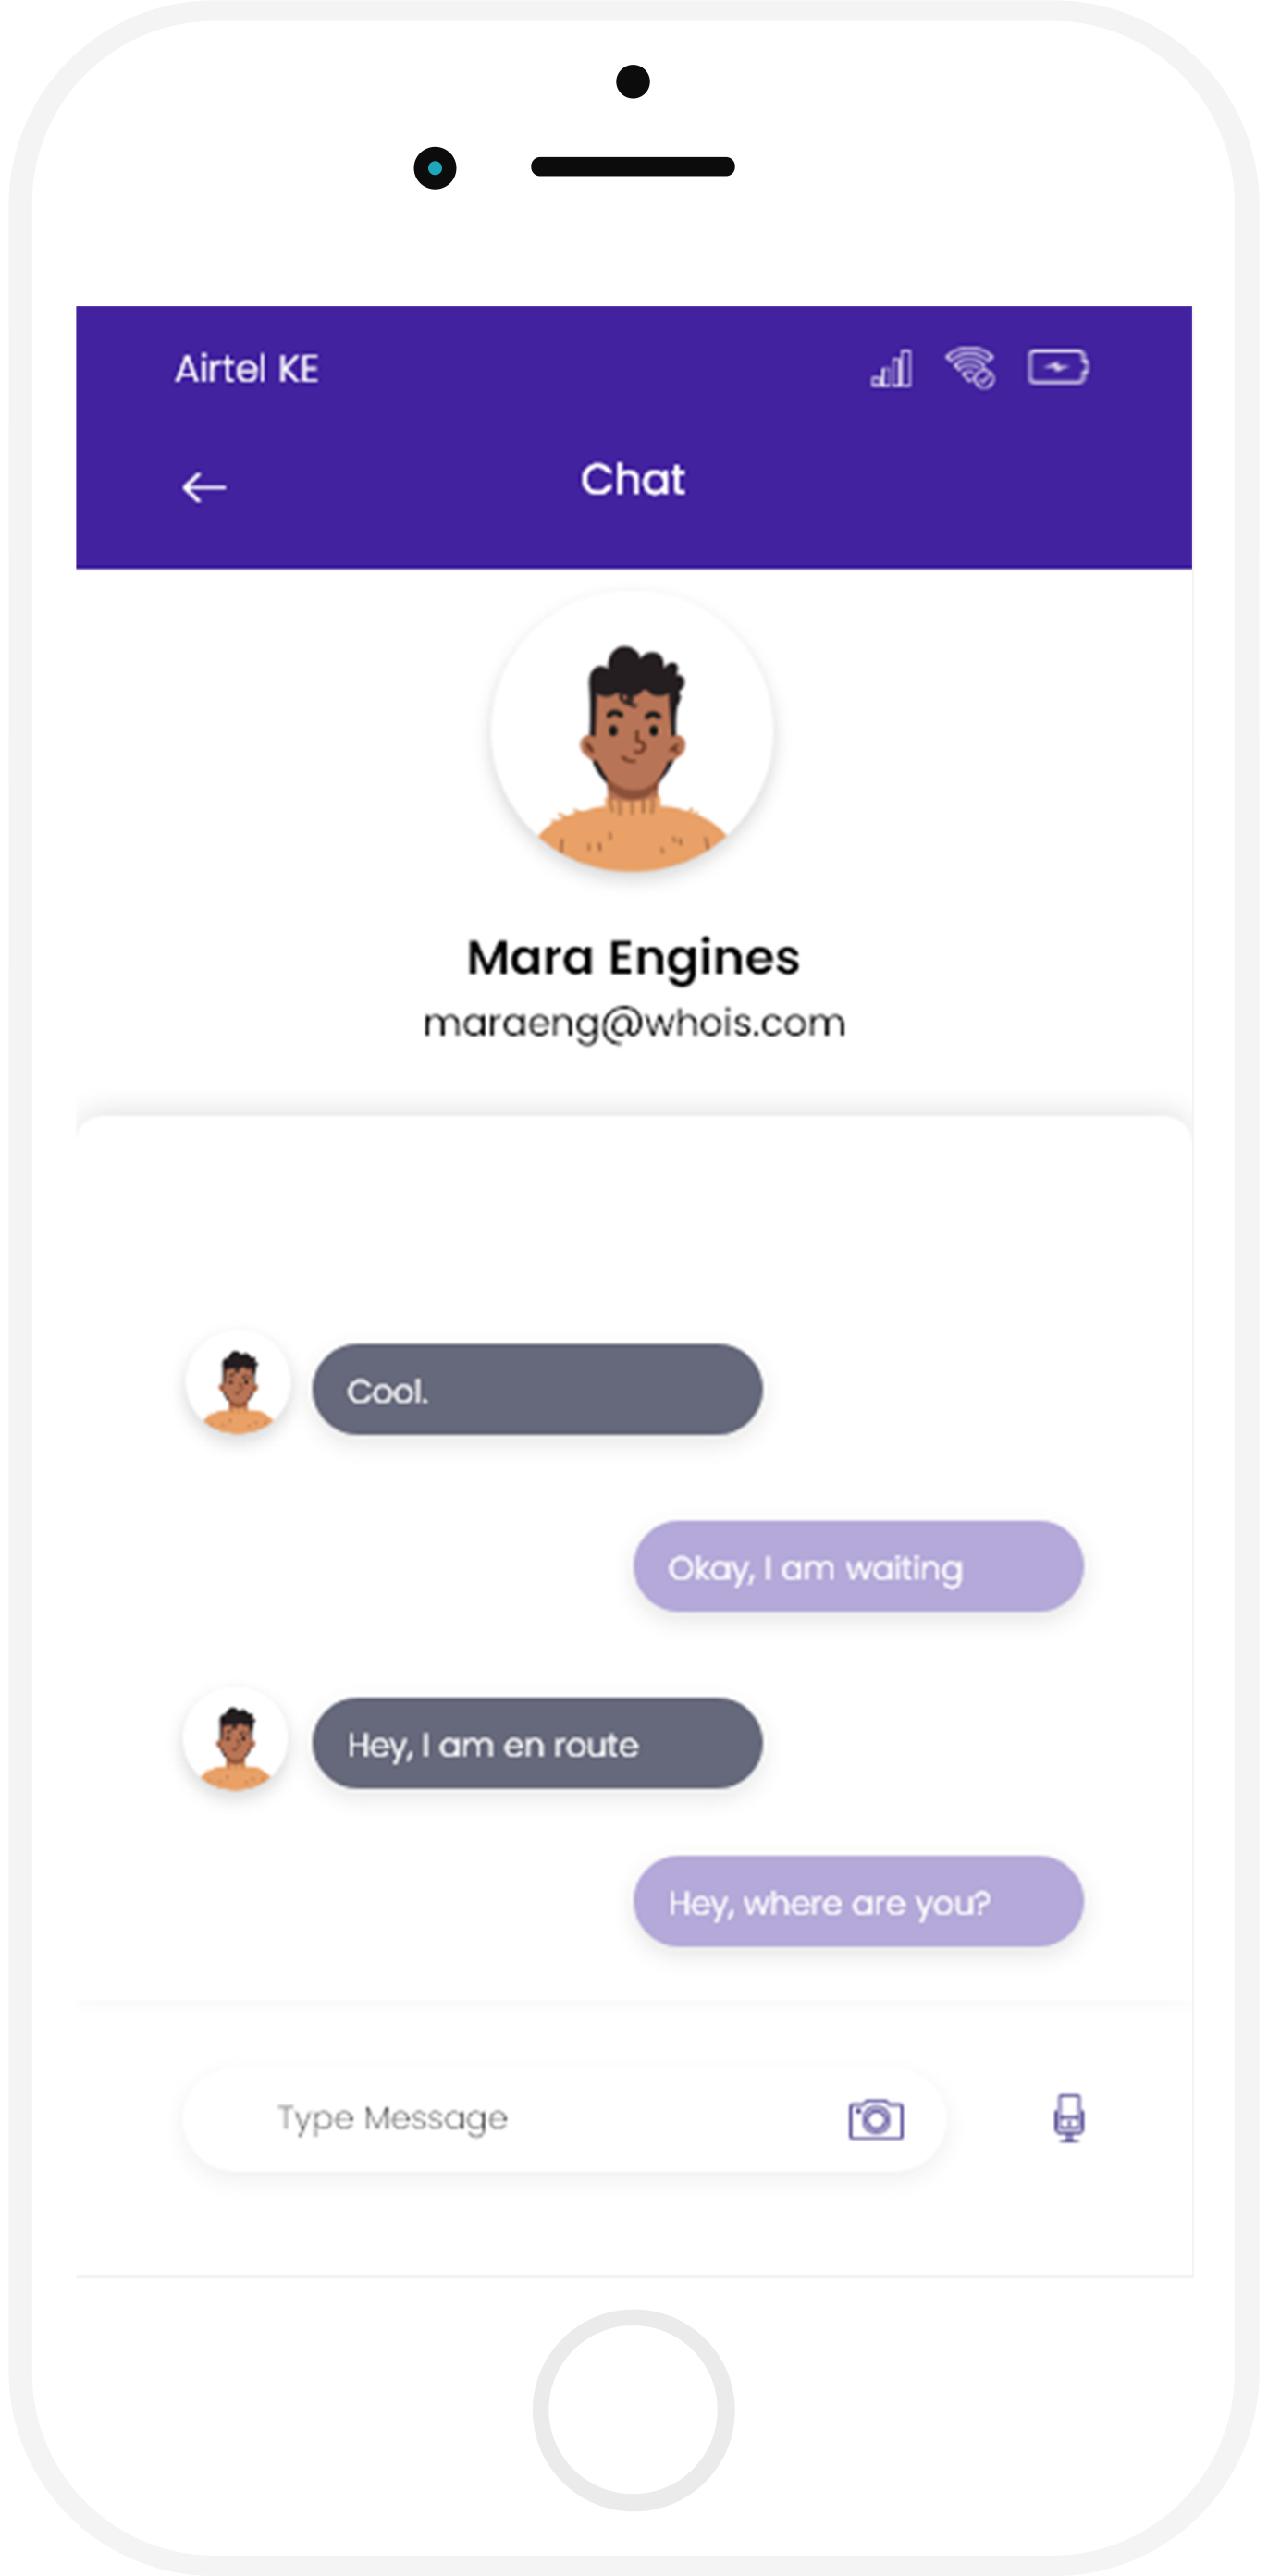 Airtel KE
Chat
Mara Engines
maraeng@whois.com
Cool.
Okay, I am waiting
Hey, I am en route
Hey, where are you?
Type Message